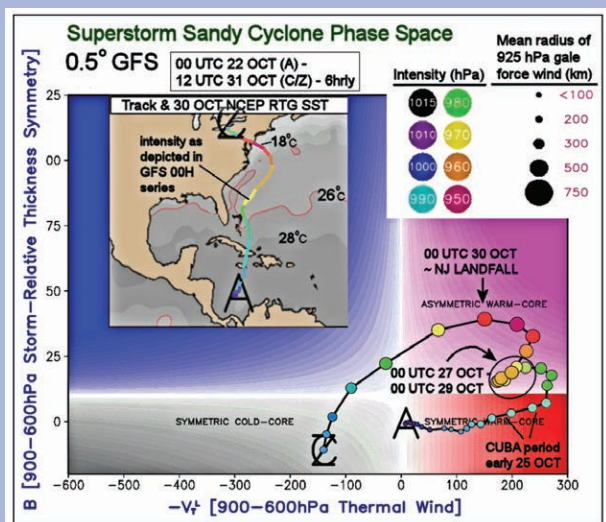 Superstorm Sandy Cyclone Phase Space
0.5° GFS
00 UTC 22 OCT (A) -
12 UTC 31 OCT (C/Z) - 6hrly
Mean radius of
925 hPa gale
force wind (km)
Intensity (hPa)
1015 980
1010 970
1000 960
990 950
<100
200
300
500
750
Track & 30 OCT NCEP RTG SST
intensity as
depicted in
GFS 00H
series
18°C
26°C
28°C
C
A
00 UTC 30 OCT
~ NJ LANDFALL
ASYMMETRIC WARM-CORE
00 UTC 27 OCT -
00 UTC 29 OCT
SYMMETRIC COLD-CORE
A
SYMMETRIC WARM-CORE
CUBA period
early 25 OCT
B [900-600hPa Storm-Relative Thickness Symmetry]
25
00
75
50
25
0
-600 -500 -400 -300 -200 -100 0 100 200 300
[900-600hPa Thermal Wind]